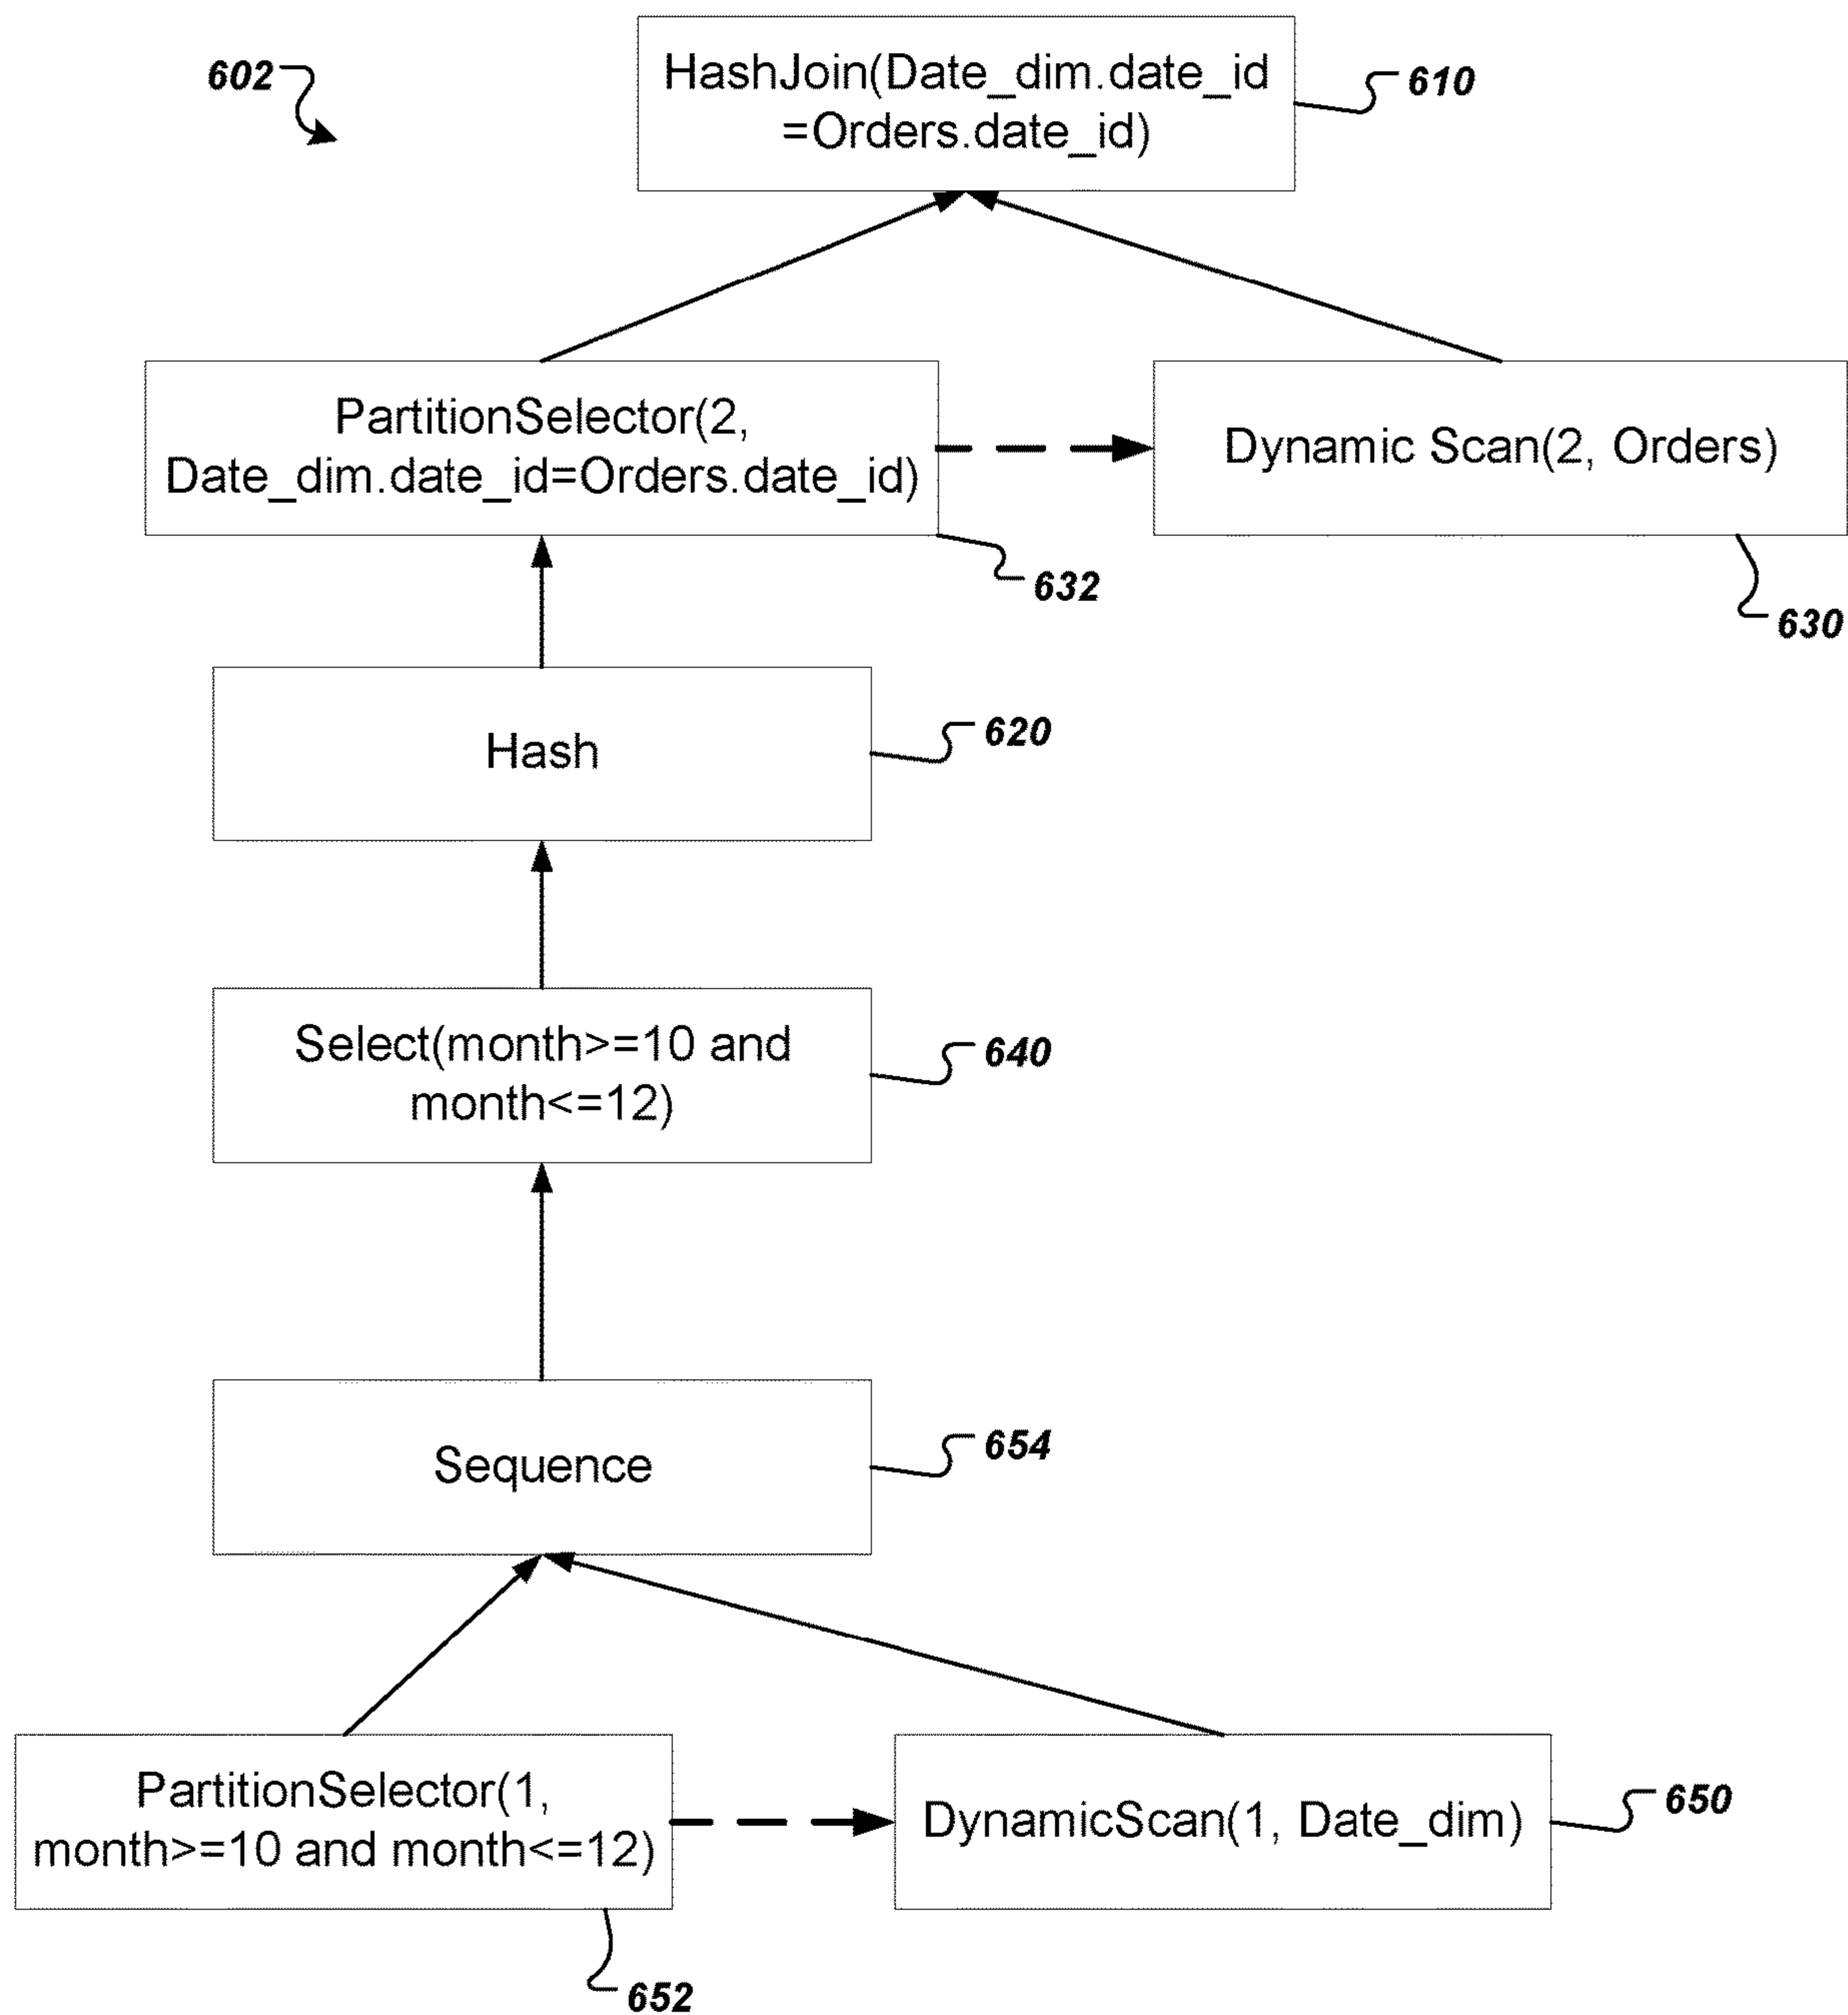 602
HashJoin(Date_dim.date_id
=Orders.date_id)
610
PartitionSelector(2,
Date_dim.date_id=Orders.date_id)
632
Dynamic Scan(2, Orders)
630
Hash
620
Select(month>=10 and
month<=12)
640
Sequence
654
PartitionSelector(1,
month>=10 and month<=12)
652
DynamicScan(1, Date_dim)
650